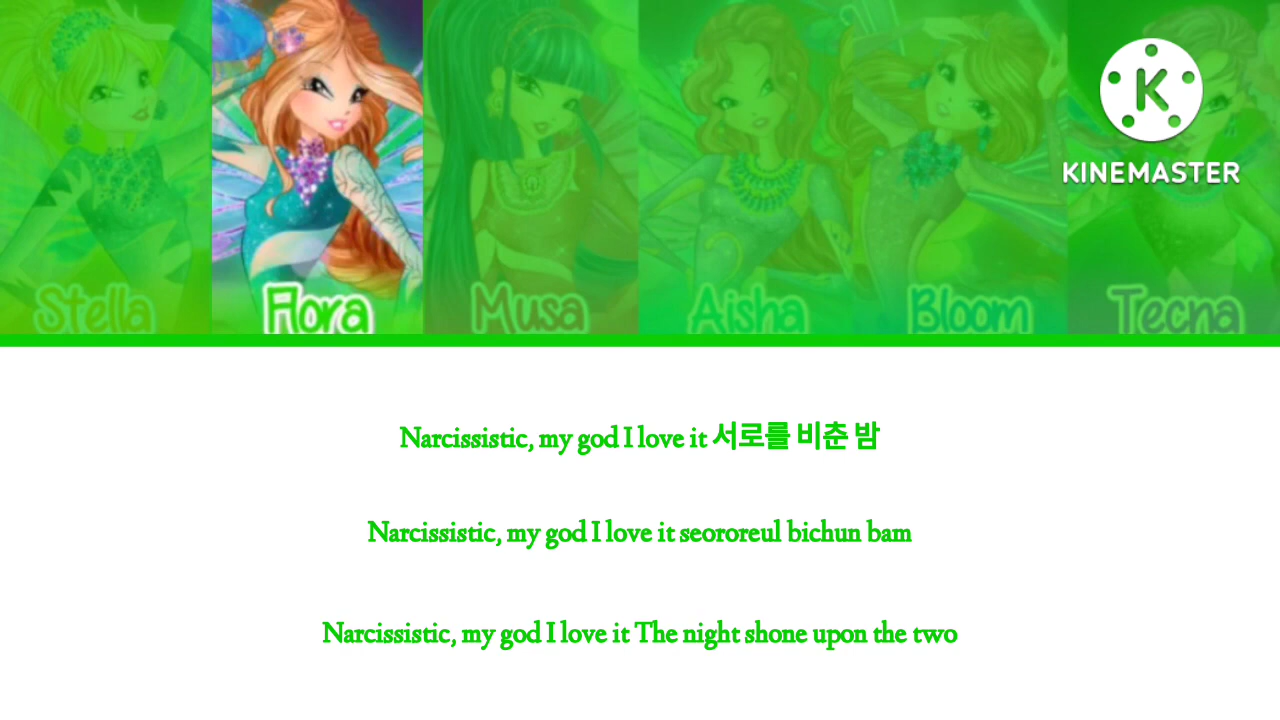 K
KINEMASTER
Stella Flora Musa Aisha Bloom Tecna
Narcissistic, my god I love it 서로를 비춘 밤
Narcissistic, my god I love it seororeul bichun bam
Narcissistic, my god I love it The night shone upon the two